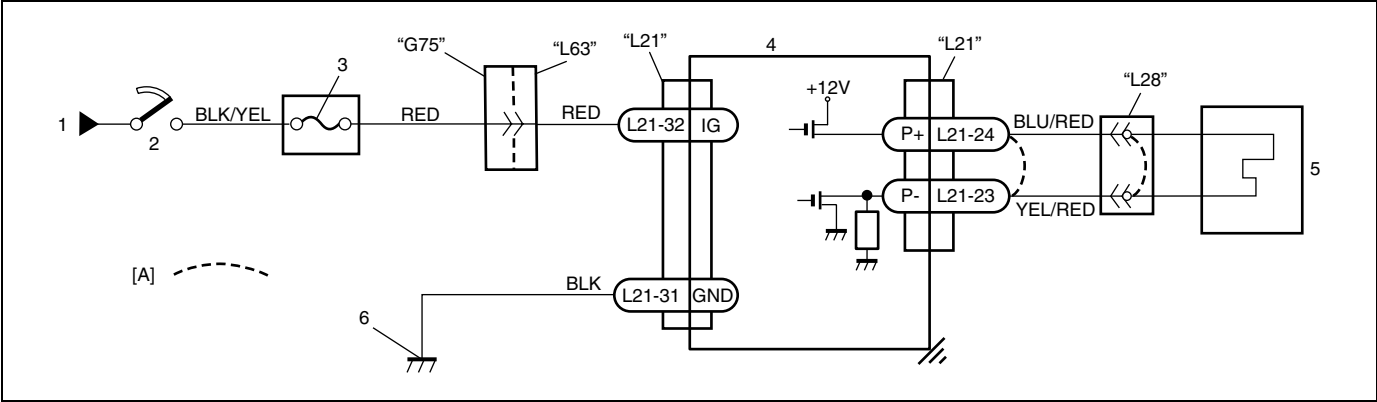 “G75”
“L63”
“L21”
4
“L21”
3
+12V
“L28”
1
2
BLK/YEL
RED
RED
L21-32 IG
P+ L21-24
BLU/RED
5
P- L21-23
YEL/RED
[A]
BLK
L21-31 GND
6